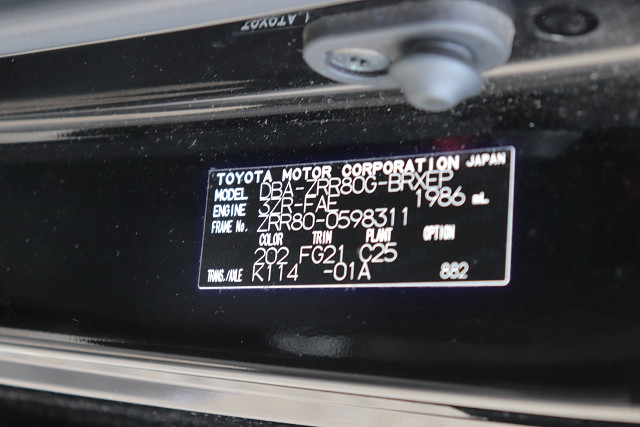 TOYOTA MOTOR CORPORATION JAPAN
MODEL DBA-ZRR80G-BRXEP
ENGINE 3ZR-FAE 1986 mL
FRAME No. ZRR80-0598311
COLOR TRIM PLANT OPTION
202 FG21 C25
TRANS./AXLE K114 -01A 882